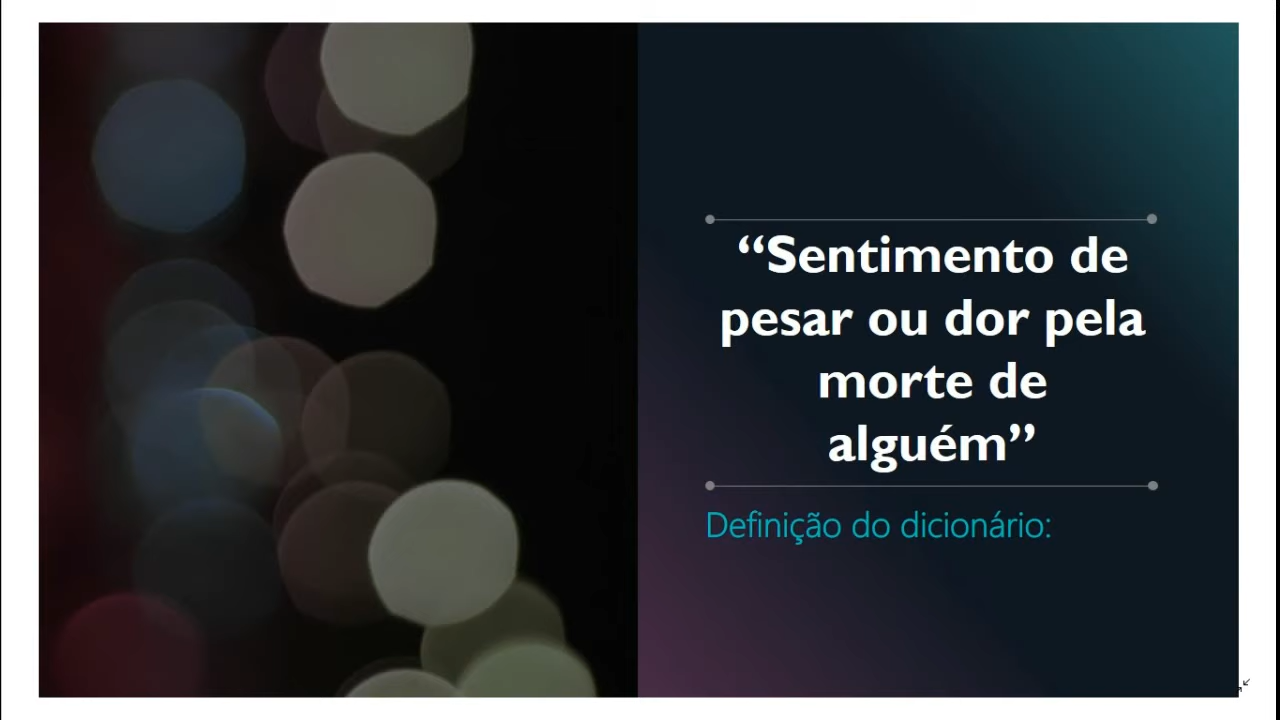 “Sentimento de
pesar ou dor pela
morte de
alguém”
Definição do dicionário: